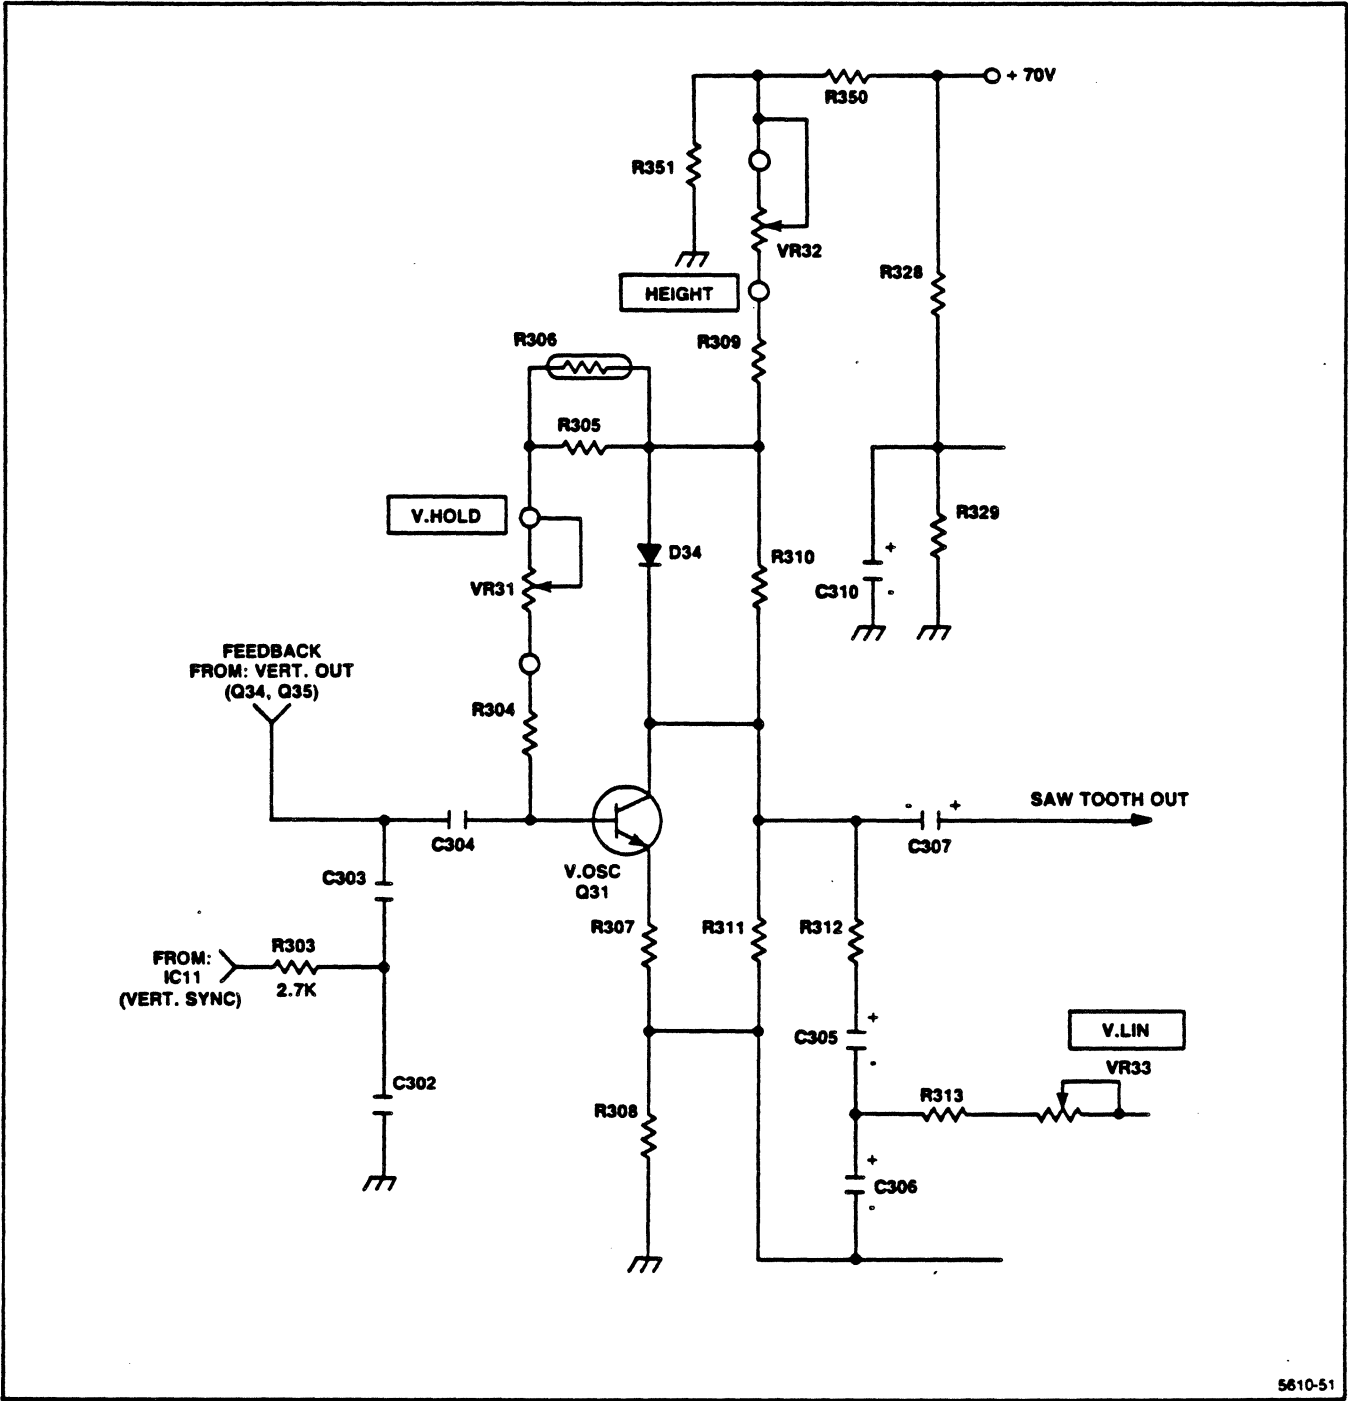 + 70V
R350
R351
VR32
HEIGHT
R328
R306
R309
R305
V.HOLD
R329
D34
R310
VR31
+
C310
-
FEEDBACK
FROM: VERT. OUT
(Q34, Q35)
R304
- +
SAW TOOTH OUT
C304
C307
V.OSC
Q31
C303
R307
R311
R312
R303
FROM:
IC11
(VERT. SYNC)
2.7K
+
C305
-
V.LIN
VR33
C302
R313
R308
+
C306
-
5610-51